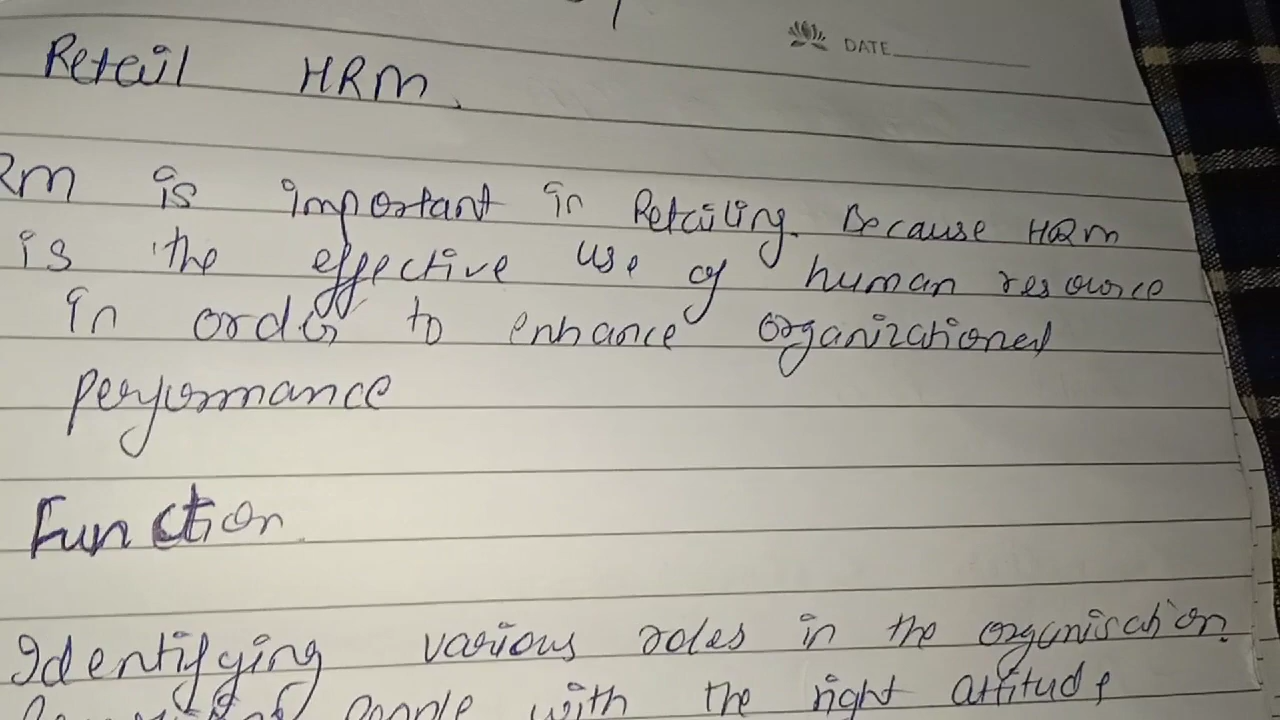 DATE
Retail HRM.
RM is important in Retailing. Because HRM
is the effective use of human resource
in order to enhance organizational
performance
Function
Identifying various roles in the organisation.
people with the right attitude